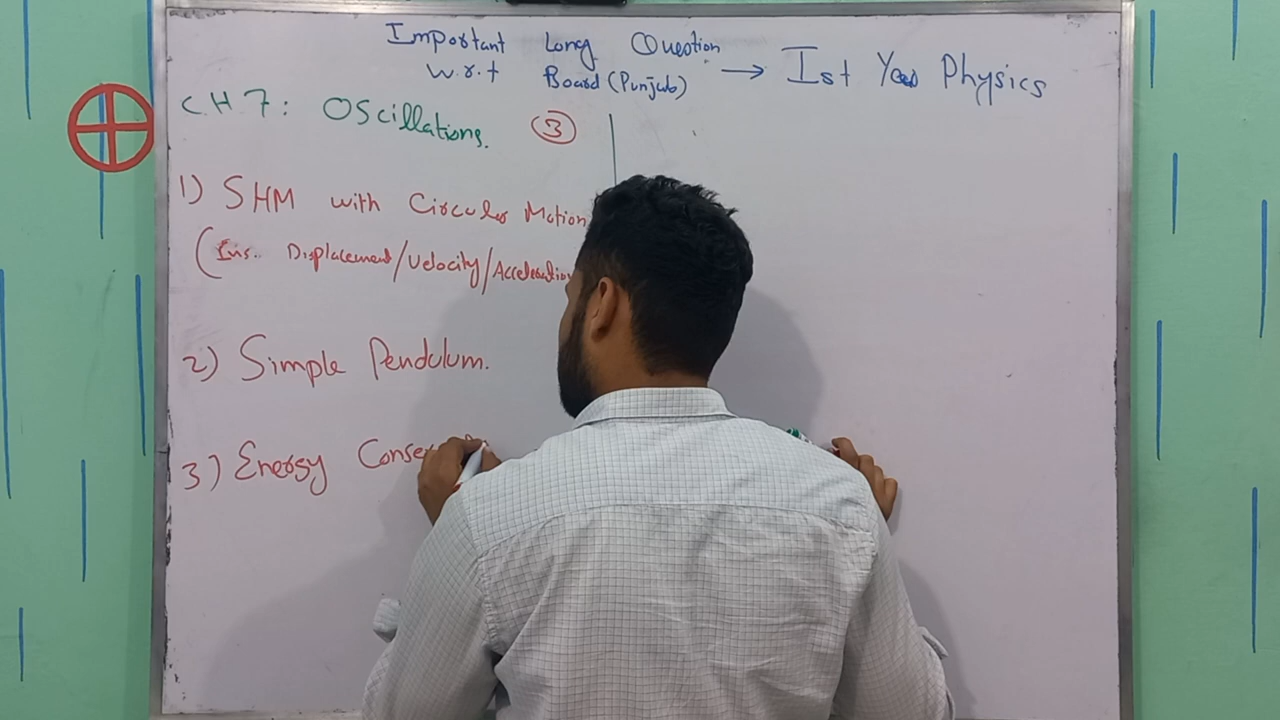 Important Long Question
w.r.t Board (Punjab) → Ist Year Physics
CH 7: Oscillations. 3
1) SHM with Circular Motion
(Ins. Displacement/Velocity/Acceleration
2) Simple Pendulum.
3) Energy Conser